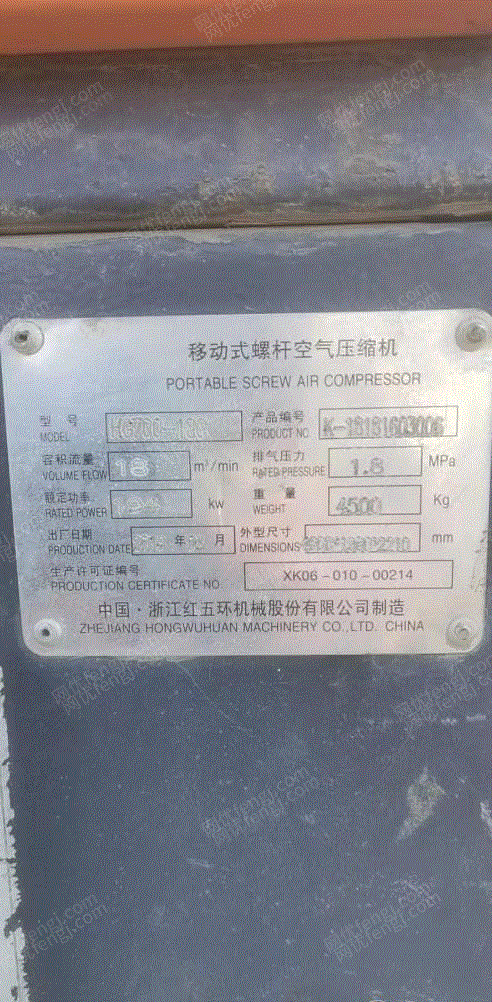 移动式螺杆空气压缩机
PORTABLE SCREW AIR COMPRESSOR
型 号 产品编号 K-18181603006
MODEL PRODUCT NC
容积流量 18 m³/min 排气压力 1.8 MPa
VOLUME FLOW RATED PRESSURE
额定功率 kw 重 量 4500 Kg
RATED POWER WEIGHT
出厂日期 年 月 外型尺寸 mm
PRODUCTION DATE DIMENSIONS
生产许可证编号 XK06-010-00214
PRODUCTION CERTIFICATE NO
中国·浙江红五环机械股份有限公司制造
ZHEJIANG HONGWUHUAN MACHINERY CO.,LTD. CHINA